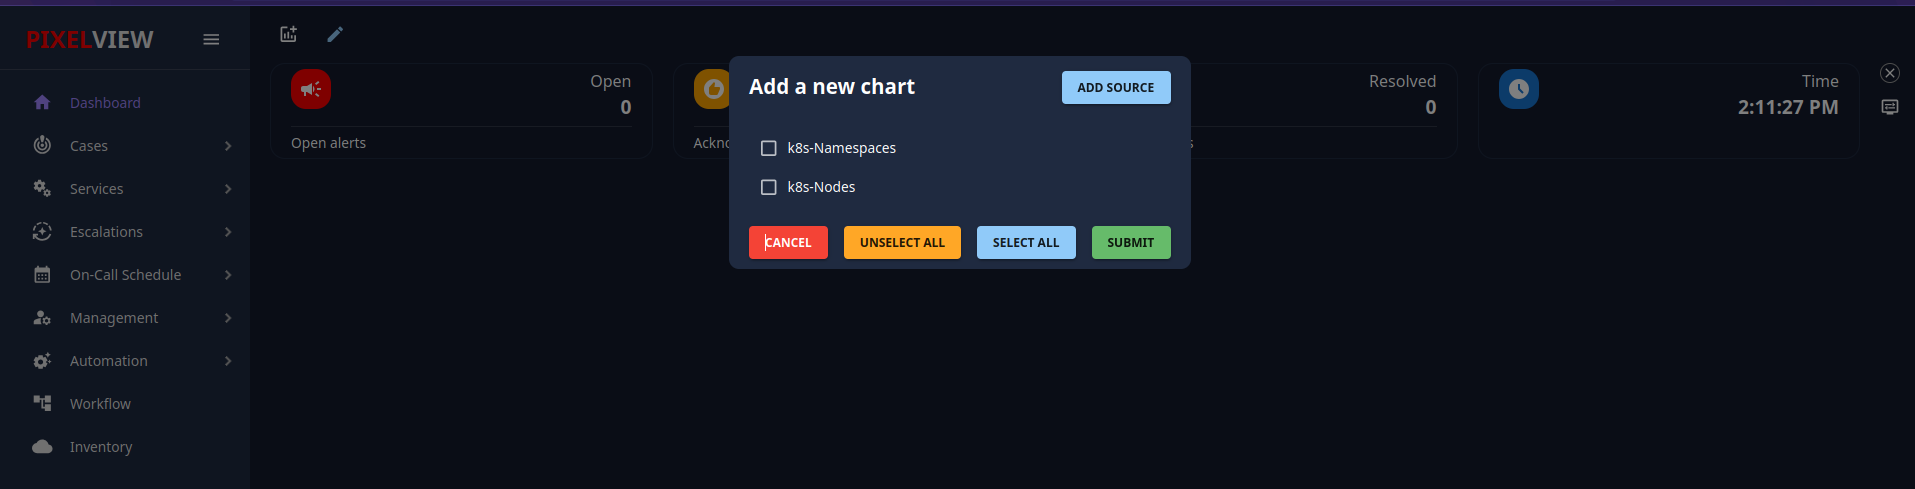 PIXELVIEW
Dashboard
Cases
Services
Escalations
On-Call Schedule
Management
Automation
Workflow
Inventory
Open
0
Open alerts
Resolved
0
Time
2:11:27 PM
Add a new chart
ADD SOURCE
k8s-Namespaces
k8s-Nodes
CANCEL
UNSELECT ALL
SELECT ALL
SUBMIT